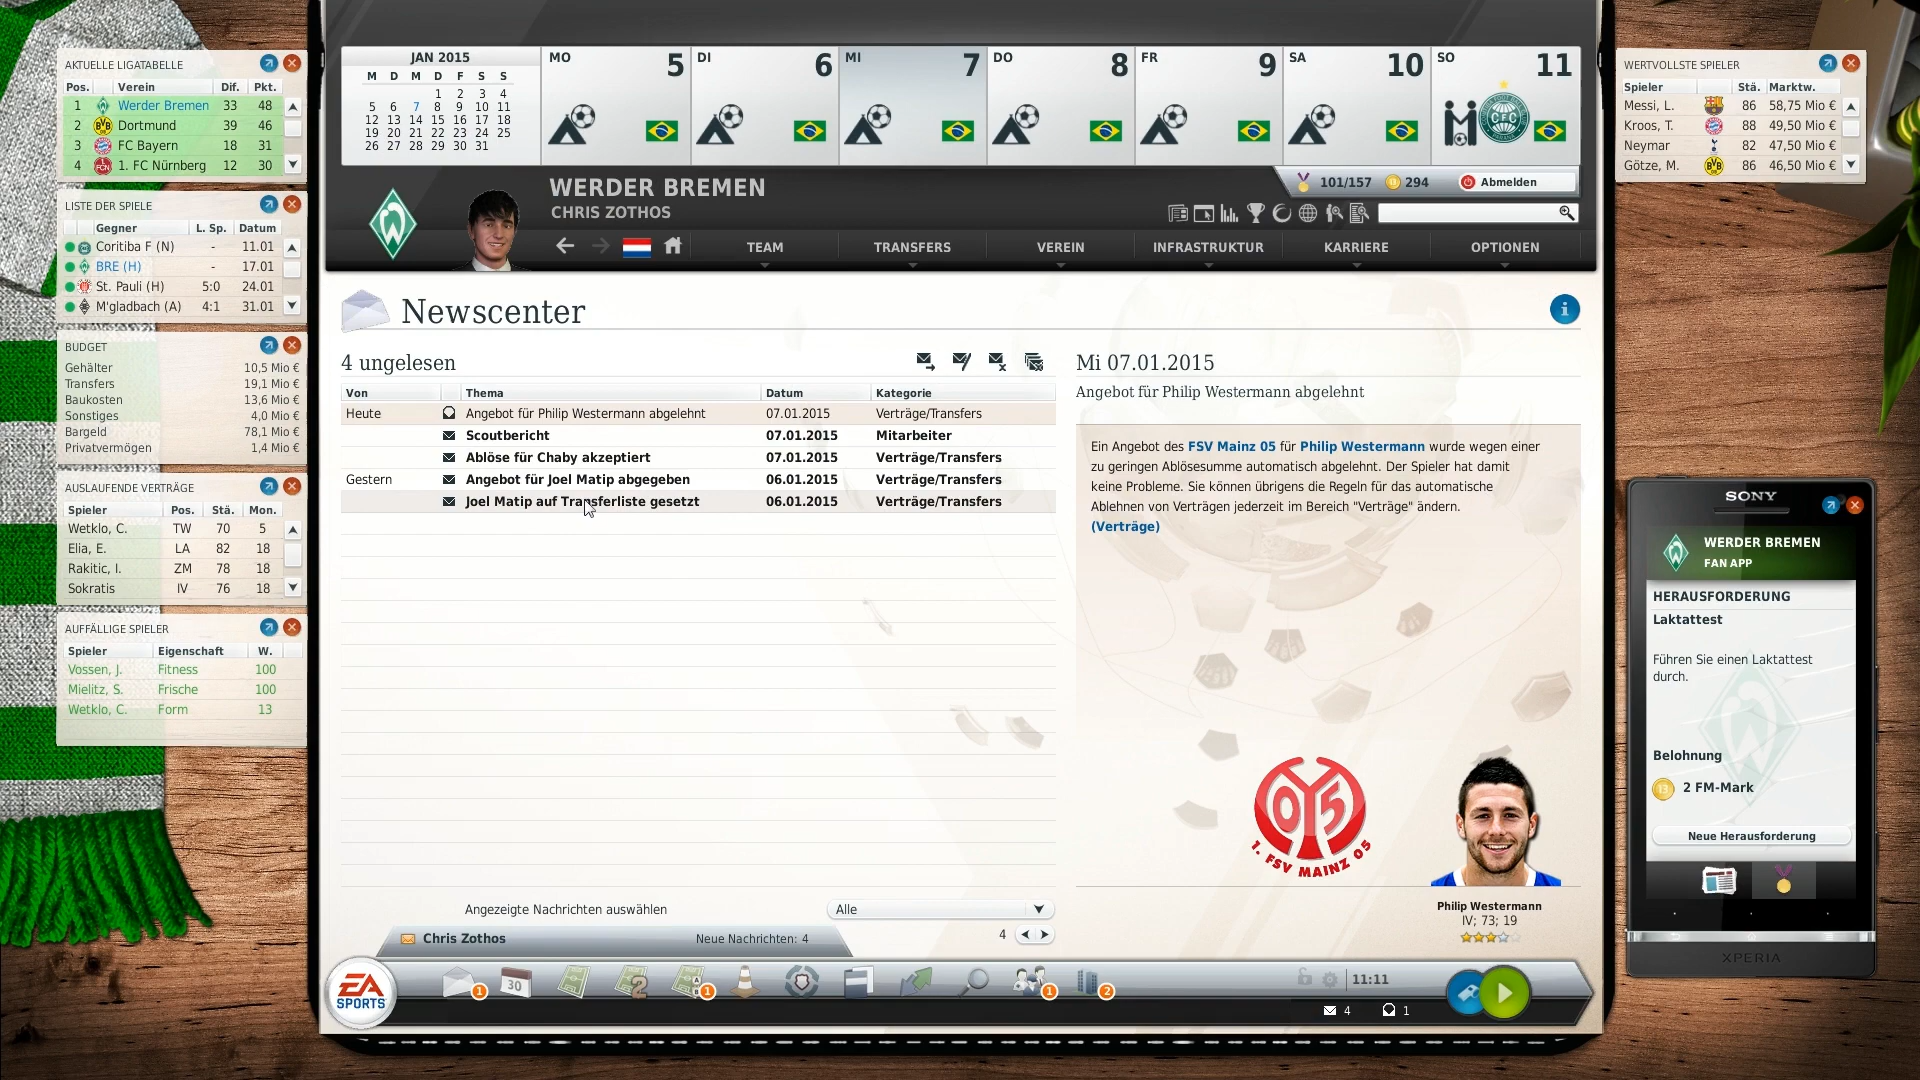 AKTUELLE LIGATABELLE
Pos. Verein Dif. Pkt.
1 Werder Bremen 33 48
2 Dortmund 39 46
3 FC Bayern 18 31
4 1. FC Nürnberg 12 30
LISTE DER SPIELE
Gegner L. Sp. Datum
Coritiba F (N) - 11.01
BRE (H) - 17.01
St. Pauli (H) 5:0 24.01
M'gladbach (A) 4:1 31.01
BUDGET
Gehälter 10,5 Mio €
Transfers 19,1 Mio €
Baukosten 13,6 Mio €
Sonstiges 4,0 Mio €
Bargeld 78,1 Mio €
Privatvermögen 1,4 Mio €
AUSLAUFENDE VERTRÄGE
Spieler Pos. Stä. Mon.
Wetklo, C. TW 70 5
Elia, E. LA 82 18
Rakitic, I. ZM 78 18
Sokratis IV 76 18
AUFFÄLLIGE SPIELER
Spieler Eigenschaft W.
Vossen, J. Fitness 100
Mielitz, S. Frische 100
Wetklo, C. Form 13
JAN 2015
M D M D F S S
1 2 3 4
5 6 7 8 9 10 11
12 13 14 15 16 17 18
19 20 21 22 23 24 25
26 27 28 29 30 31
MO 5 DI 6 MI 7 DO 8 FR 9 SA 10 SO 11
CFC
WERDER BREMEN
CHRIS ZOTHOS
101/157 294 Abmelden
TEAM TRANSFERS VEREIN INFRASTRUKTUR KARRIERE OPTIONEN
Newscenter
i
4 ungelesen
Von Thema Datum Kategorie
Heute Angebot für Philip Westermann abgelehnt 07.01.2015 Verträge/Transfers
Scoutbericht 07.01.2015 Mitarbeiter
Ablöse für Chaby akzeptiert 07.01.2015 Verträge/Transfers
Gestern Angebot für Joel Matip abgegeben 06.01.2015 Verträge/Transfers
Joel Matip auf Transferliste gesetzt 06.01.2015 Verträge/Transfers
Mi 07.01.2015
Angebot für Philip Westermann abgelehnt
Ein Angebot des FSV Mainz 05 für Philip Westermann wurde wegen einer
zu geringen Ablösesumme automatisch abgelehnt. Der Spieler hat damit
keine Probleme. Sie können übrigens die Regeln für das automatische
Ablehnen von Verträgen jederzeit im Bereich "Verträge" ändern.
(Verträge)
1. FSV MAINZ 05
Philip Westermann
IV; 73; 19
Angezeigte Nachrichten auswählen Alle
4
Chris Zothos Neue Nachrichten: 4
EA SPORTS
1 30 2 1 1 2
11:11
4 1
WERTVOLLSTE SPIELER
Spieler Stä. Marktw.
Messi, L. 86 58,75 Mio €
Kroos, T. 88 49,50 Mio €
Neymar 82 47,50 Mio €
Götze, M. 86 46,50 Mio €
SONY
WERDER BREMEN
FAN APP
HERAUSFORDERUNG
Laktattest
Führen Sie einen Laktattest
durch.
Belohnung
13 2 FM-Mark
Neue Herausforderung
XPERIA